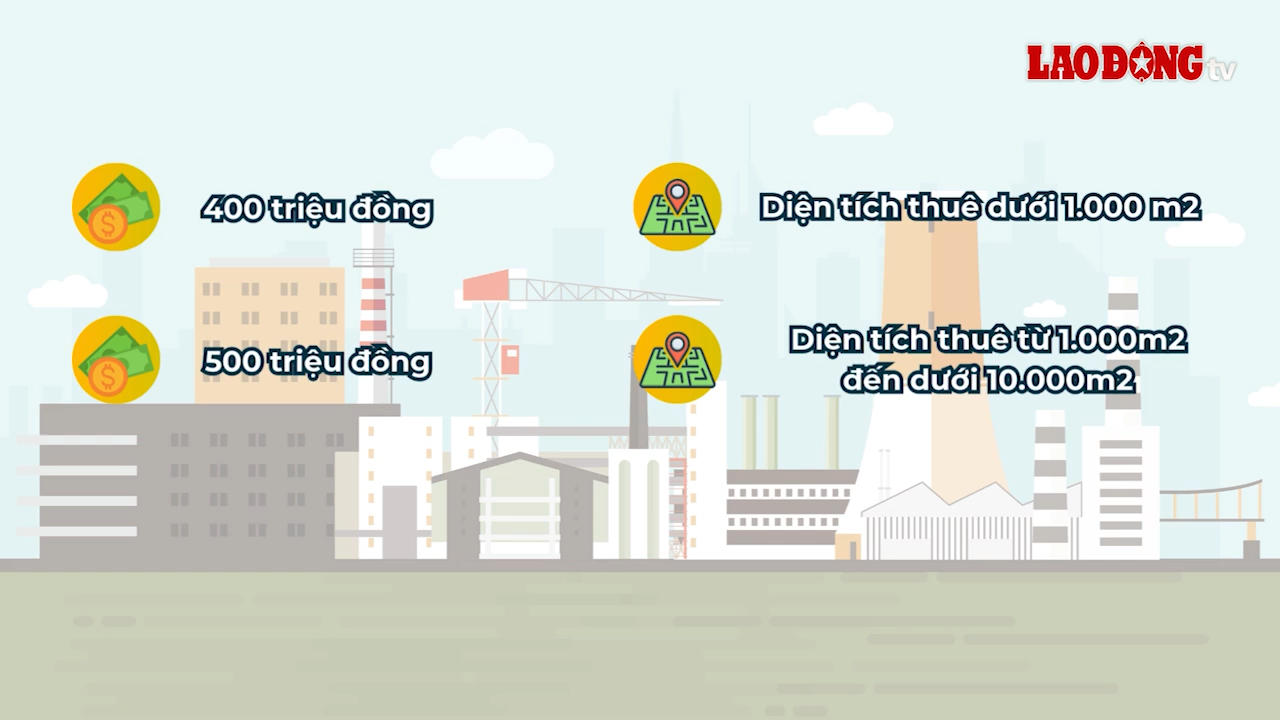 LAO ĐỘNG tv
400 triệu đồng
Diện tích thuê dưới 1.000 m2
500 triệu đồng
Diện tích thuê từ 1.000m2
đến dưới 10.000m2